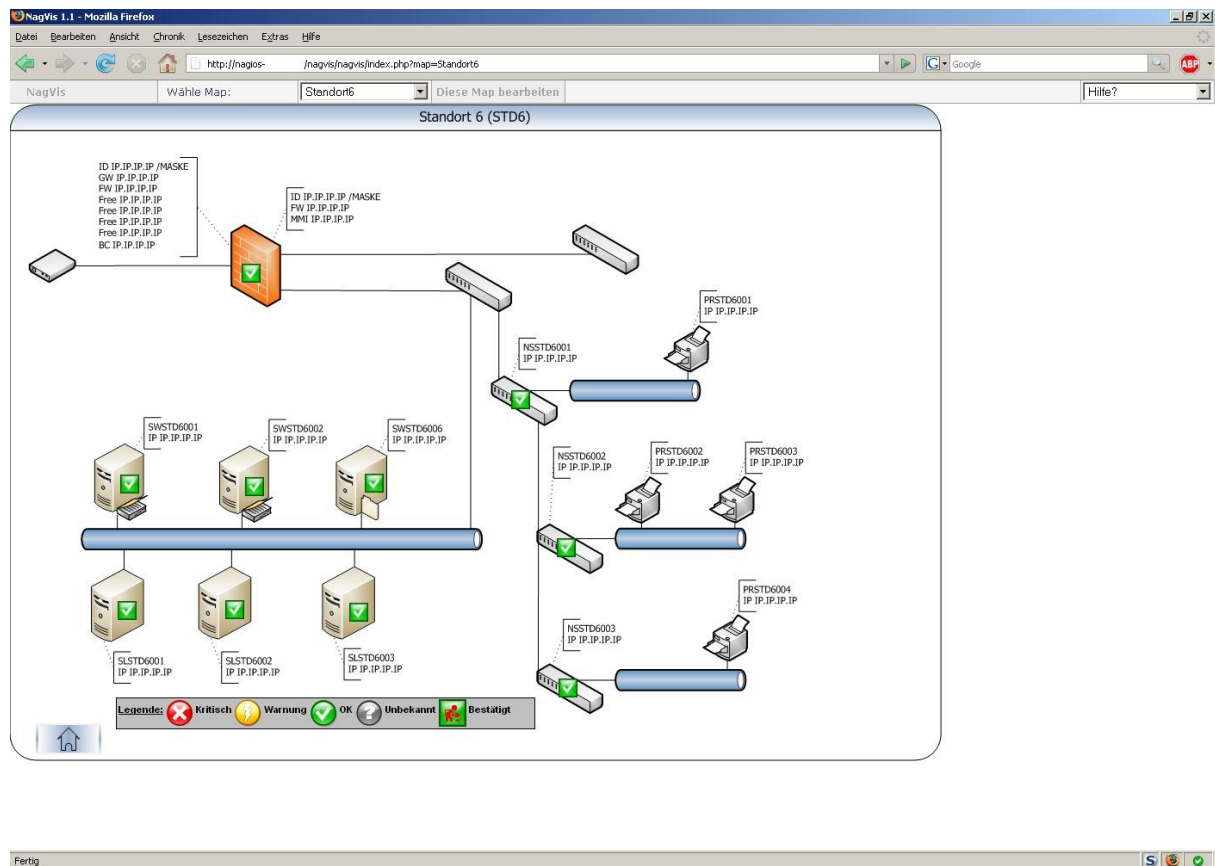 NagVis 1.1 - Mozilla Firefox
Datei Bearbeiten Ansicht Chronik Lesezeichen Extras Hilfe
http://nagios- /nagvis/nagvis/index.php?map=Standort6
G Google
ABP
NagVis Wähle Map: Standort6 Diese Map bearbeiten Hilfe?
Standort 6 (STD6)
ID IP.IP.IP.IP /MASKE
GW IP.IP.IP.IP
FW IP.IP.IP.IP
Free IP.IP.IP.IP
Free IP.IP.IP.IP
Free IP.IP.IP.IP
Free IP.IP.IP.IP
BC IP.IP.IP.IP
ID IP.IP.IP.IP /MASKE
FW IP.IP.IP.IP
MMI IP.IP.IP.IP
PRSTD6001
IP IP.IP.IP.IP
NSSTD6001
IP IP.IP.IP.IP
SWSTD6001
IP IP.IP.IP.IP
SWSTD6002
IP IP.IP.IP.IP
SWSTD6006
IP IP.IP.IP.IP
NSSTD6002
IP IP.IP.IP.IP
PRSTD6002
IP IP.IP.IP.IP
PRSTD6003
IP IP.IP.IP.IP
PRSTD6004
IP IP.IP.IP.IP
NSSTD6003
IP IP.IP.IP.IP
SLSTD6001
IP IP.IP.IP.IP
SLSTD6002
IP IP.IP.IP.IP
SLSTD6003
IP IP.IP.IP.IP
Legende: Kritisch Warnung OK Unbekannt Bestätigt
Fertig
S